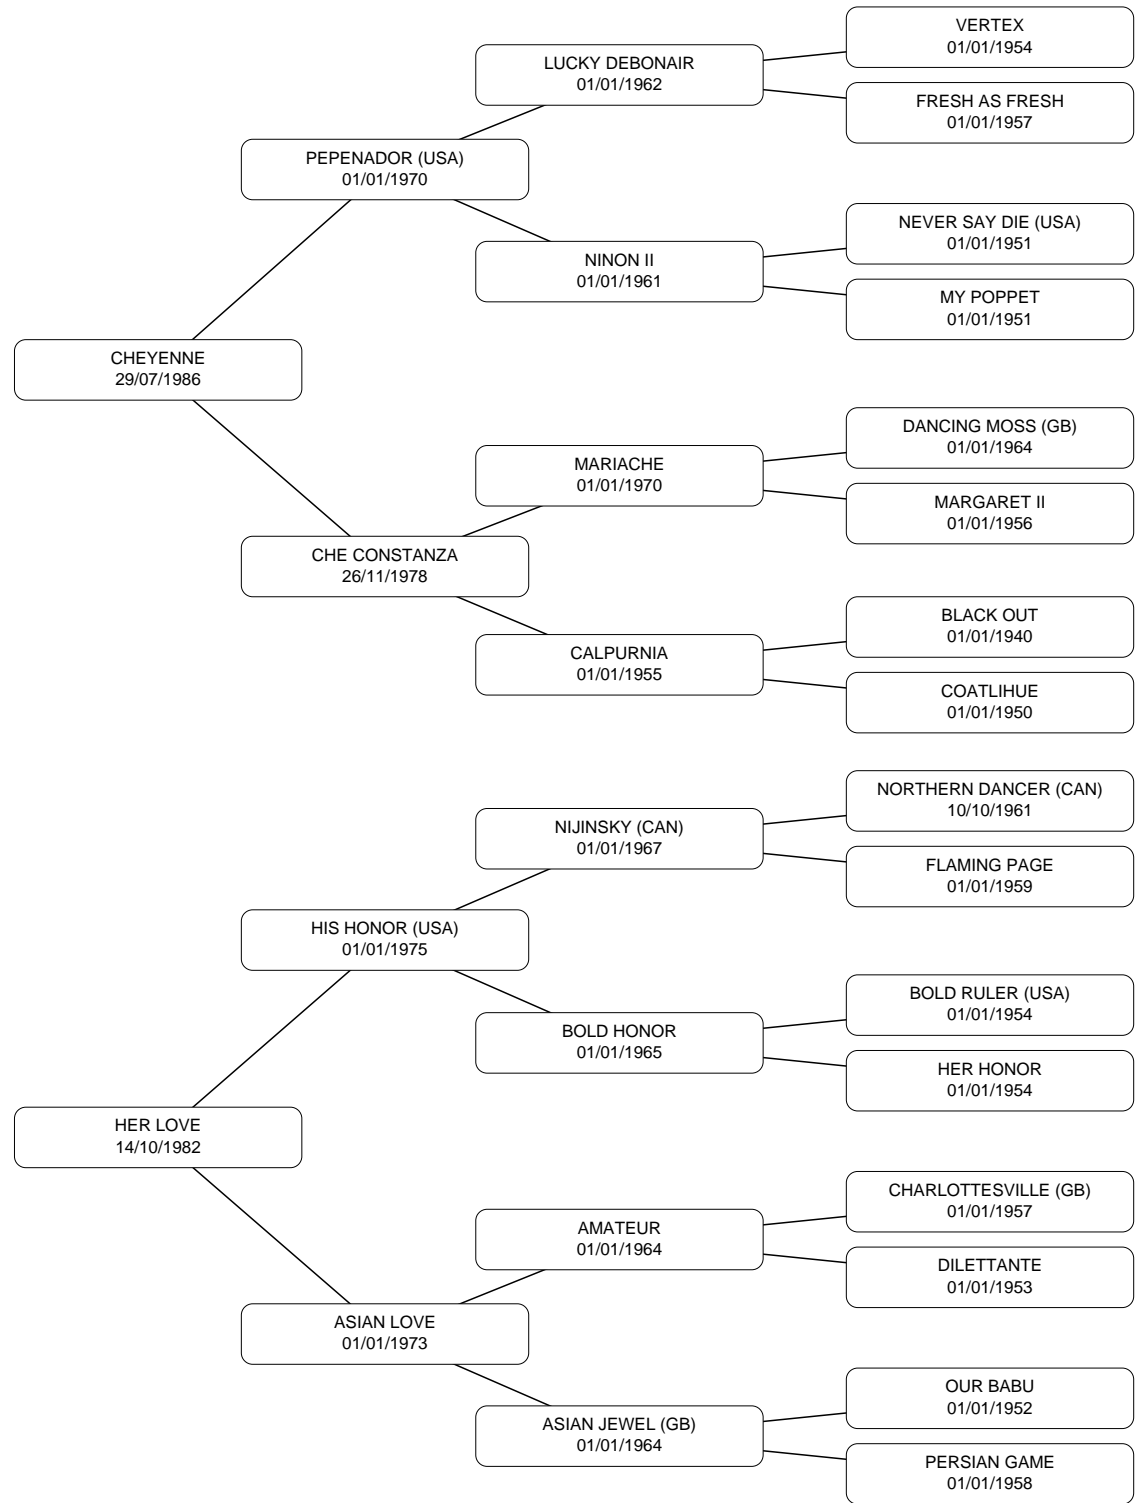 VERTEX
01/01/1954
LUCKY DEBONAIR
01/01/1962
FRESH AS FRESH
01/01/1957
PEPENADOR (USA)
01/01/1970
NEVER SAY DIE (USA)
01/01/1951
NINON II
01/01/1961
MY POPPET
01/01/1951
CHEYENNE
29/07/1986
DANCING MOSS (GB)
01/01/1964
MARIACHE
01/01/1970
MARGARET II
01/01/1956
CHE CONSTANZA
26/11/1978
BLACK OUT
01/01/1940
CALPURNIA
01/01/1955
COATLIHUE
01/01/1950
NORTHERN DANCER (CAN)
10/10/1961
NIJINSKY (CAN)
01/01/1967
FLAMING PAGE
01/01/1959
HIS HONOR (USA)
01/01/1975
BOLD RULER (USA)
01/01/1954
BOLD HONOR
01/01/1965
HER HONOR
01/01/1954
HER LOVE
14/10/1982
CHARLOTTESVILLE (GB)
01/01/1957
AMATEUR
01/01/1964
DILETTANTE
01/01/1953
ASIAN LOVE
01/01/1973
OUR BABU
01/01/1952
ASIAN JEWEL (GB)
01/01/1964
PERSIAN GAME
01/01/1958